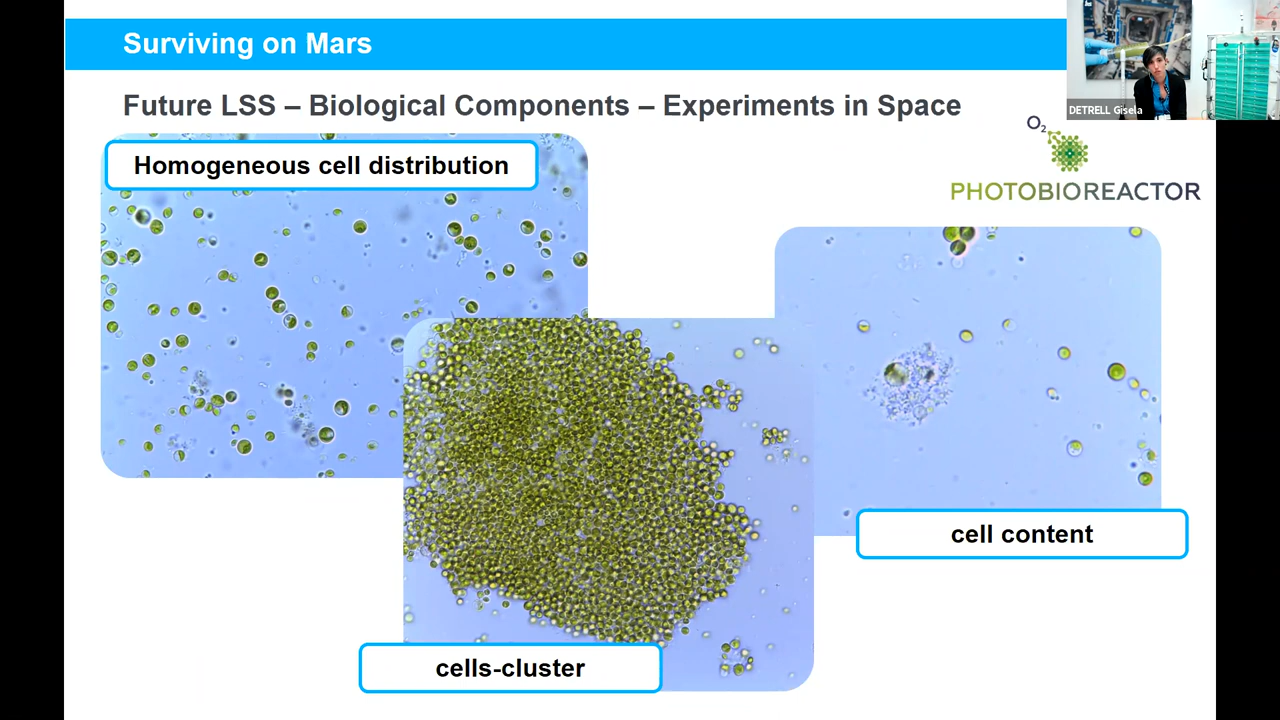 Surviving on Mars
DETRELL Gisela
Future LSS – Biological Components – Experiments in Space
O2
PHOTOBIOREACTOR
Homogeneous cell distribution
cell content
cells-cluster